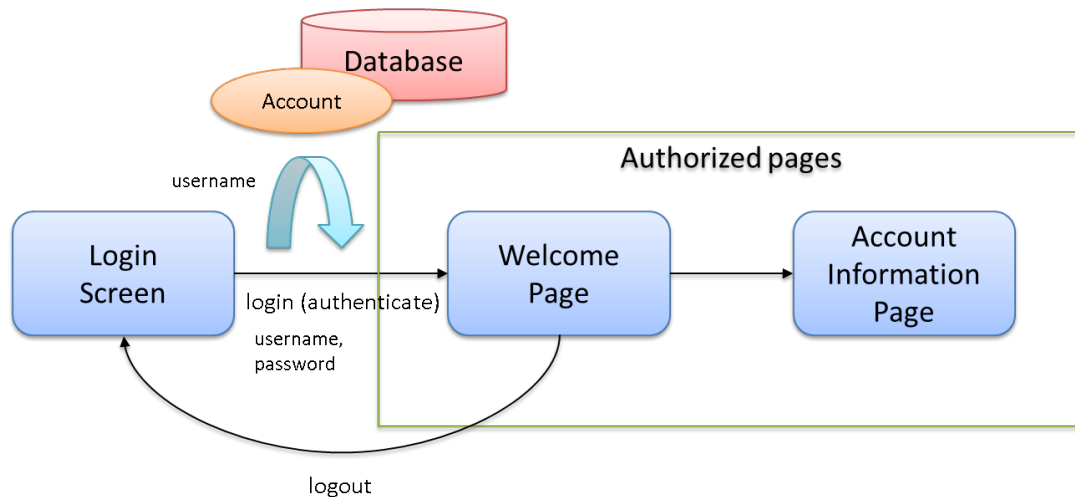 Database
Account
Authorized pages
username
Login
Screen
Welcome
Page
Account
Information
Page
login (authenticate)
username,
password
logout